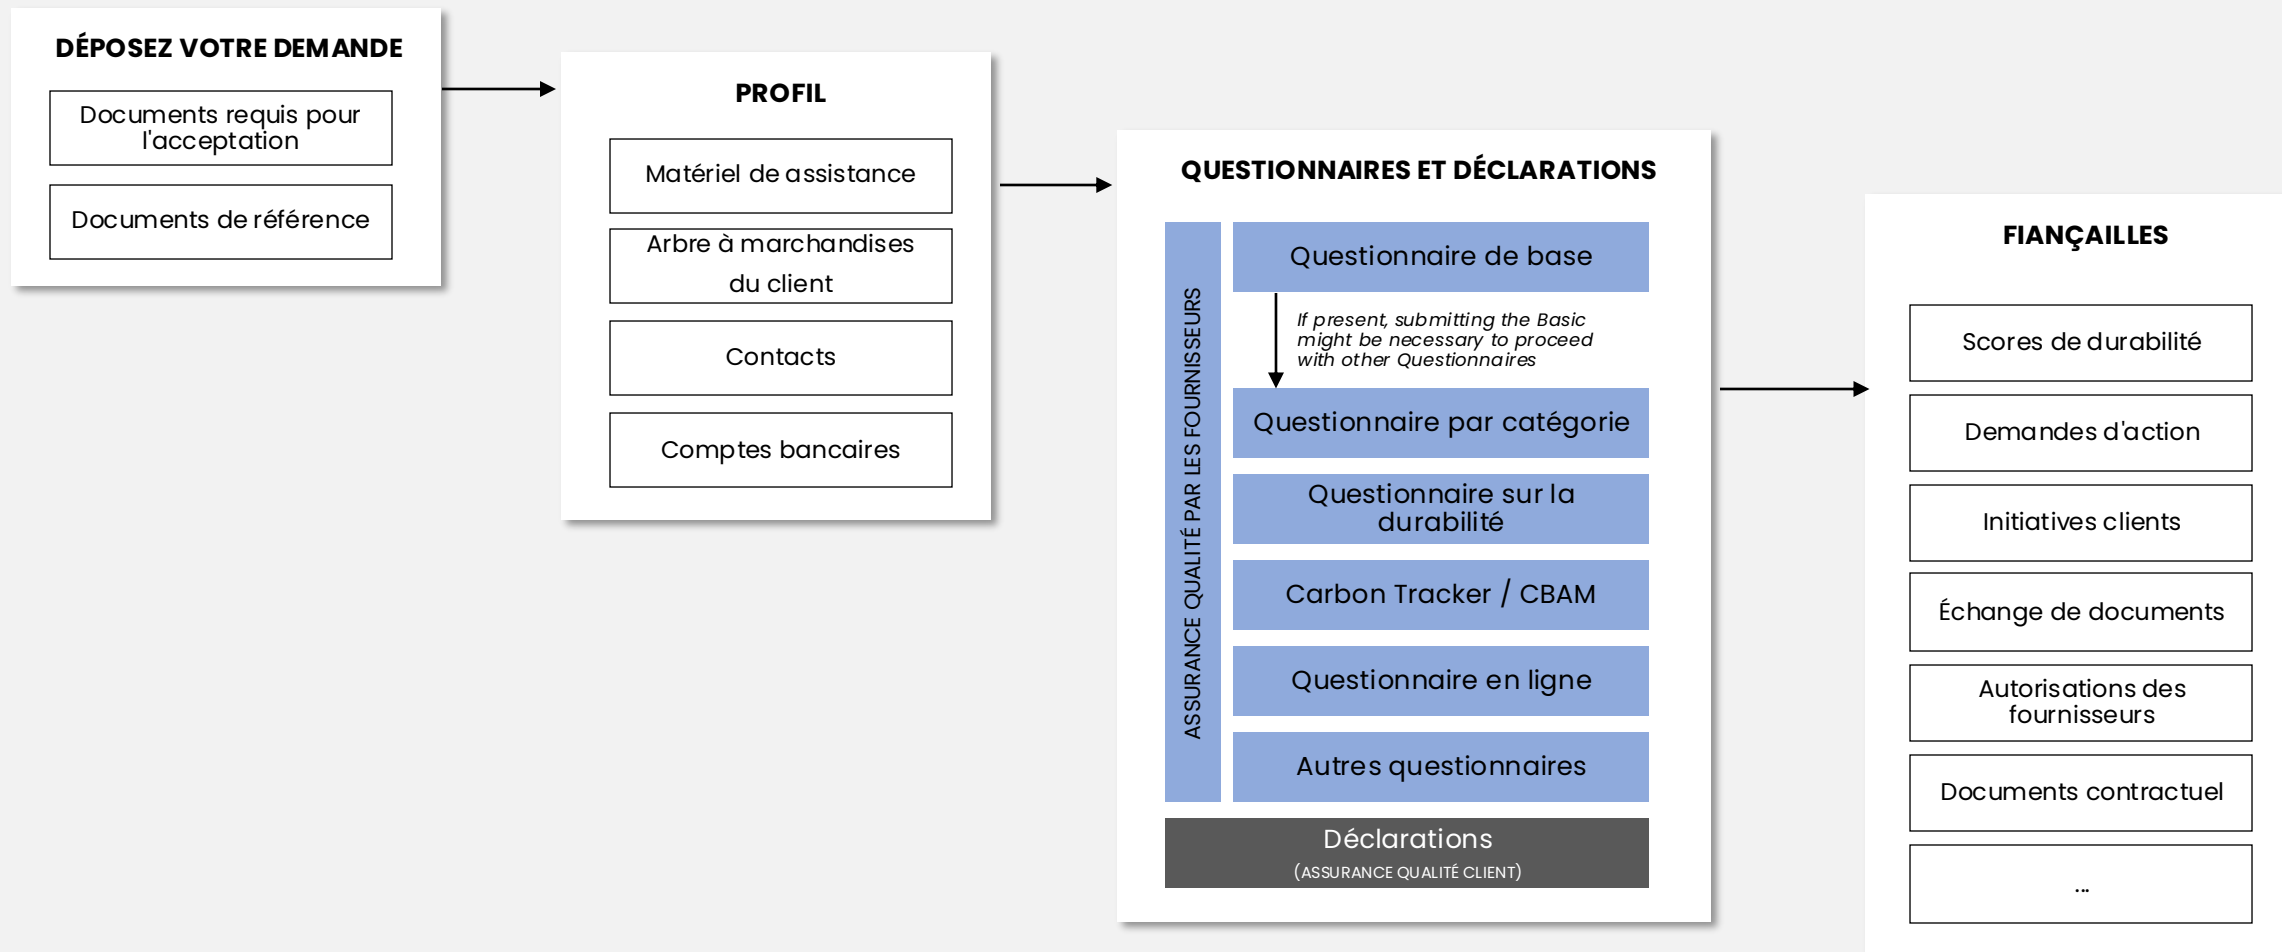 DÉPOSEZ VOTRE DEMANDE
Documents requis pour
l'acceptation
Documents de référence
PROFIL
Matériel de assistance
Arbre à marchandises
du client
Contacts
Comptes bancaires
QUESTIONNAIRES ET DÉCLARATIONS
ASSURANCE QUALITÉ PAR LES FOURNISSEURS
Questionnaire de base
If present, submitting the Basic
might be necessary to proceed
with other Questionnaires
Questionnaire par catégorie
Questionnaire sur la
durabilité
Carbon Tracker / CBAM
Questionnaire en ligne
Autres questionnaires
Déclarations
(ASSURANCE QUALITÉ CLIENT)
FIANÇAILLES
Scores de durabilité
Demandes d'action
Initiatives clients
Échange de documents
Autorisations des
fournisseurs
Documents contractuel
...